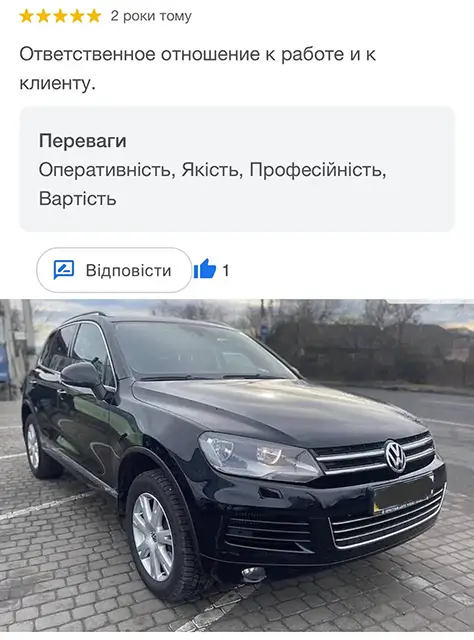 2 роки тому
Ответственное отношение к работе и к
клиенту.
Переваги
Оперативність, Якість, Професійність,
Вартість
Відповісти
1